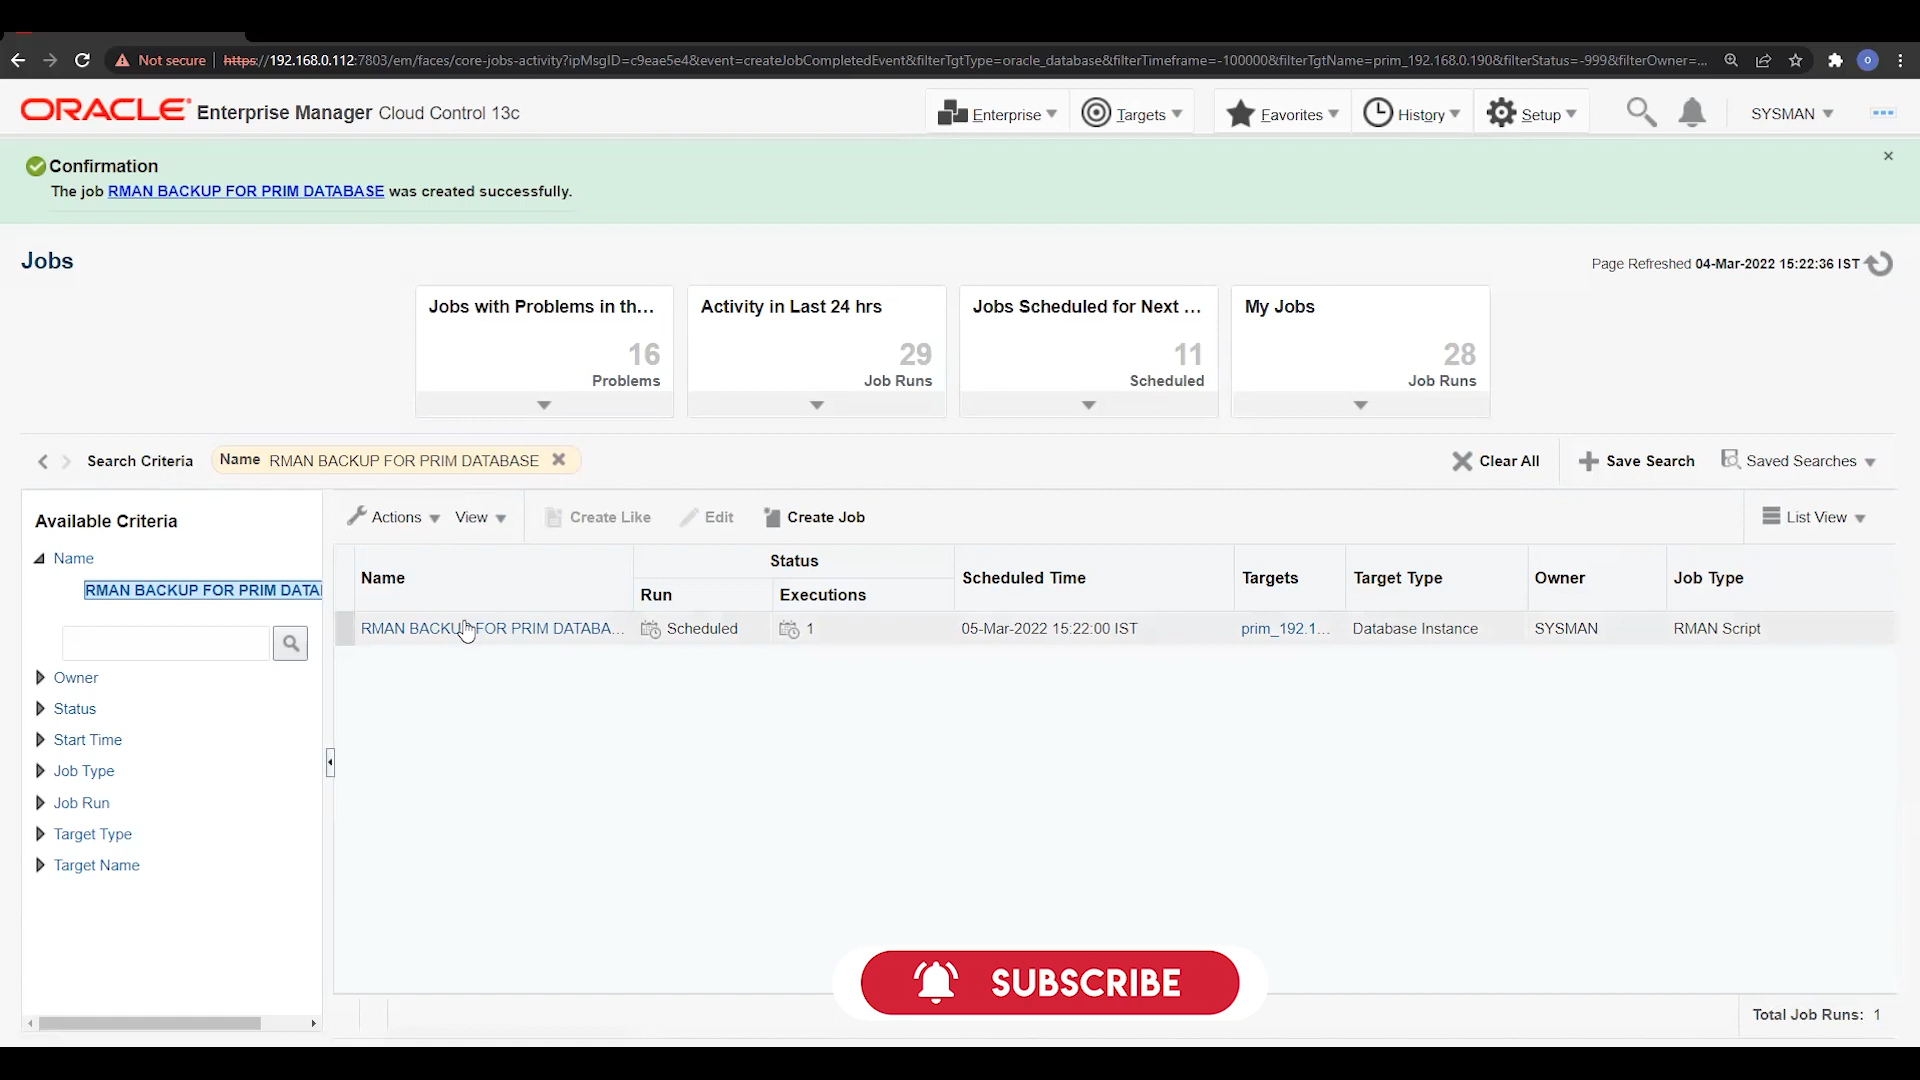 Not secure | https://192.168.0.112:7803/em/faces/core-jobs-activity?ipMsgID=c9eae5e4&event=createJobCompletedEvent&filterTgtType=oracle_database&filterTimeframe=-100000&filterTgtName=prim_192.168.0.190&filterStatus=-999&filterOwner=... o
ORACLE Enterprise Manager Cloud Control 13c Enterprise Targets Favorites History Setup SYSMAN
Confirmation
The job RMAN BACKUP FOR PRIM DATABASE was created successfully.
Jobs
Page Refreshed 04-Mar-2022 15:22:36 IST
Jobs with Problems in th...
16
Problems
Activity in Last 24 hrs
29
Job Runs
Jobs Scheduled for Next ...
11
Scheduled
My Jobs
28
Job Runs
Search Criteria Name RMAN BACKUP FOR PRIM DATABASE Clear All Save Search Saved Searches
Available Criteria
Name
RMAN BACKUP FOR PRIM DATA
Owner
Status
Start Time
Job Type
Job Run
Target Type
Target Name
Actions View Create Like Edit Create Job List View
Name Status Scheduled Time Targets Target Type Owner Job Type
Run Executions
RMAN BACKUP FOR PRIM DATABA... Scheduled 1 05-Mar-2022 15:22:00 IST prim_192.1... Database Instance SYSMAN RMAN Script
SUBSCRIBE
Total Job Runs: 1